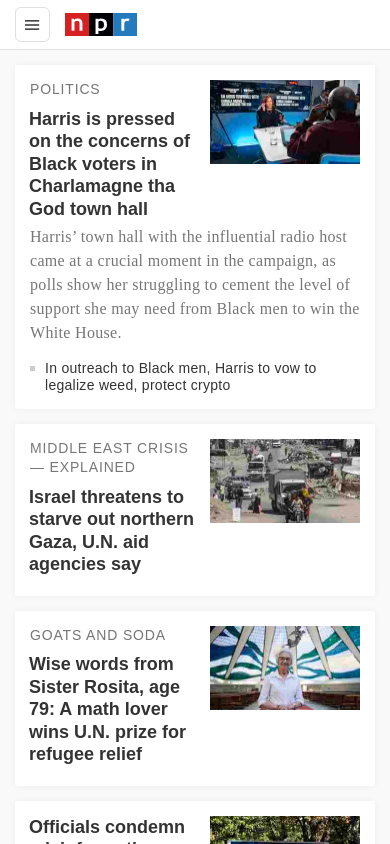 npr
POLITICS
Harris is pressed
on the concerns of
Black voters in
Charlamagne tha
God town hall
Harris’ town hall with the influential radio host
came at a crucial moment in the campaign, as
polls show her struggling to cement the level of
support she may need from Black men to win the
White House.
In outreach to Black men, Harris to vow to
legalize weed, protect crypto
MIDDLE EAST CRISIS
— EXPLAINED
Israel threatens to
starve out northern
Gaza, U.N. aid
agencies say
GOATS AND SODA
Wise words from
Sister Rosita, age
79: A math lover
wins U.N. prize for
refugee relief
Officials condemn